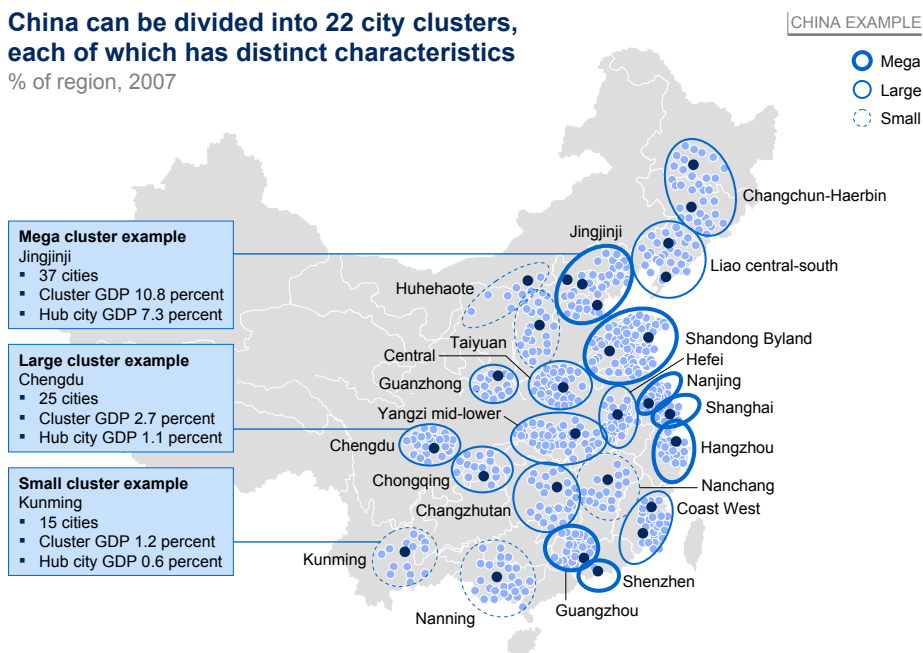 China can be divided into 22 city clusters,
each of which has distinct characteristics
% of region, 2007
CHINA EXAMPLE
Mega
Large
Small
Mega cluster example
Jingjinji
▪ 37 cities
▪ Cluster GDP 10.8 percent
▪ Hub city GDP 7.3 percent
Large cluster example
Chengdu
▪ 25 cities
▪ Cluster GDP 2.7 percent
▪ Hub city GDP 1.1 percent
Small cluster example
Kunming
▪ 15 cities
▪ Cluster GDP 1.2 percent
▪ Hub city GDP 0.6 percent
Changchun-Haerbin
Jingjinji
Liao central-south
Huhehaote
Taiyuan
Shandong Byland
Central
Hefei
Guanzhong
Nanjing
Shanghai
Yangzi mid-lower
Chengdu
Hangzhou
Chongqing
Nanchang
Changzhutan
Coast West
Kunming
Shenzhen
Guangzhou
Nanning